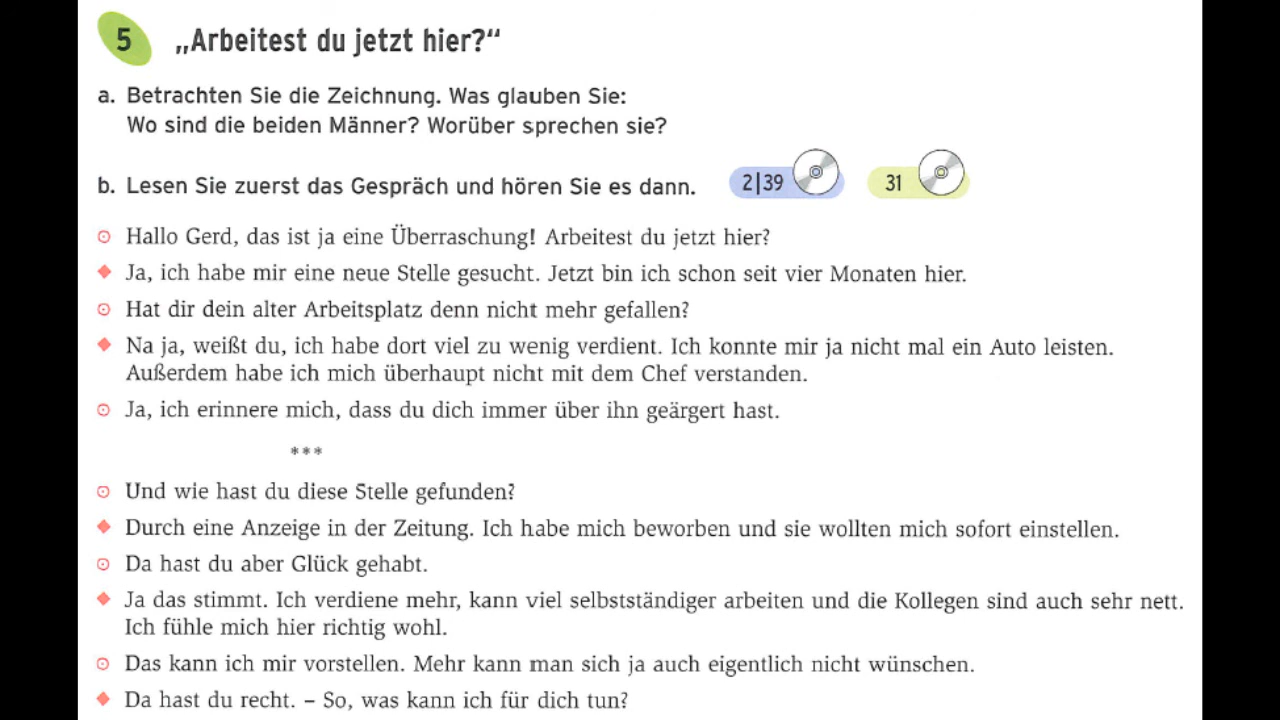 5 „Arbeitest du jetzt hier?“
a. Betrachten Sie die Zeichnung. Was glauben Sie:
Wo sind die beiden Männer? Worüber sprechen sie?
b. Lesen Sie zuerst das Gespräch und hören Sie es dann. 2|39 31
Hallo Gerd, das ist ja eine Überraschung! Arbeitest du jetzt hier?
Ja, ich habe mir eine neue Stelle gesucht. Jetzt bin ich schon seit vier Monaten hier.
Hat dir dein alter Arbeitsplatz denn nicht mehr gefallen?
Na ja, weißt du, ich habe dort viel zu wenig verdient. Ich konnte mir ja nicht mal ein Auto leisten.
Außerdem habe ich mich überhaupt nicht mit dem Chef verstanden.
Ja, ich erinnere mich, dass du dich immer über ihn geärgert hast.
***
Und wie hast du diese Stelle gefunden?
Durch eine Anzeige in der Zeitung. Ich habe mich beworben und sie wollten mich sofort einstellen.
Da hast du aber Glück gehabt.
Ja das stimmt. Ich verdiene mehr, kann viel selbstständiger arbeiten und die Kollegen sind auch sehr nett.
Ich fühle mich hier richtig wohl.
Das kann ich mir vorstellen. Mehr kann man sich ja auch eigentlich nicht wünschen.
Da hast du recht. – So, was kann ich für dich tun?